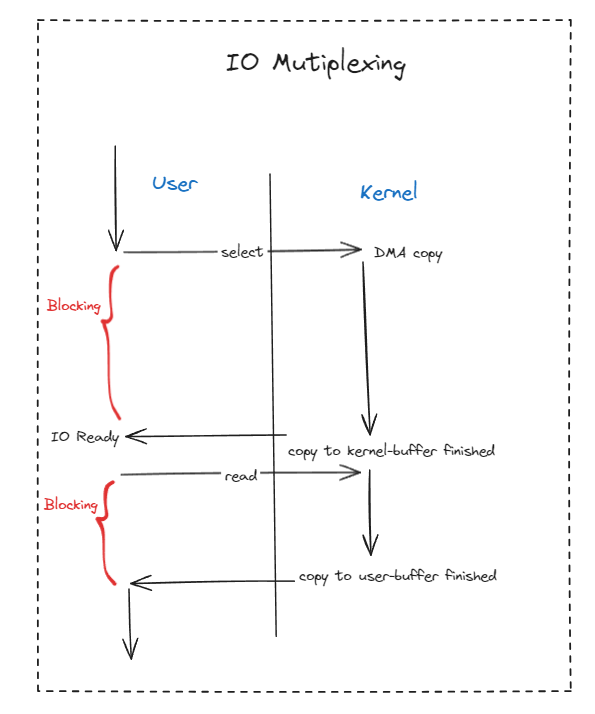 IO Mutiplexing
User
Kernel
select
DMA copy
Blocking
IO Ready
copy to kernel-buffer finished
read
Blocking
copy to user-buffer finished